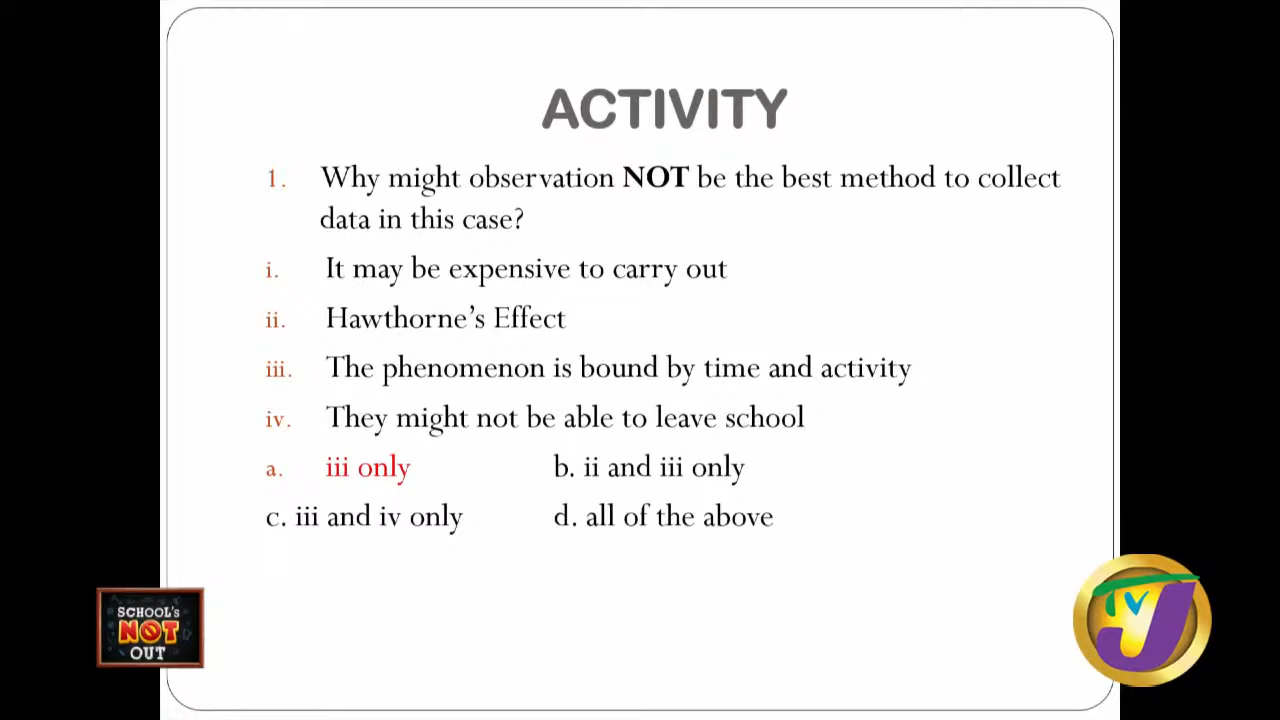 ACTIVITY
1. Why might observation NOT be the best method to collect
data in this case?
i. It may be expensive to carry out
ii. Hawthorne's Effect
iii. The phenomenon is bound by time and activity
iv. They might not be able to leave school
a. iii only b. ii and iii only
c. iii and iv only d. all of the above
SCHOOL's
NOT
OUT
TVJ